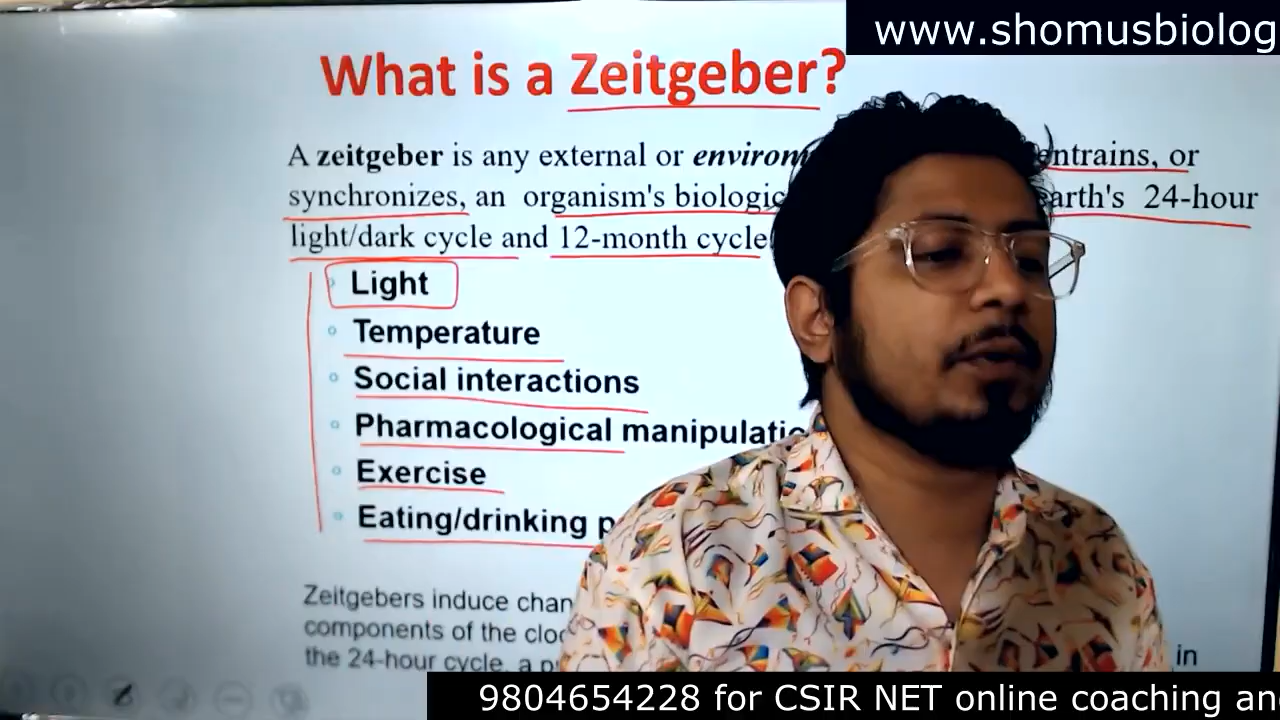 www.shomusbiolog
What is a Zeitgeber?
A zeitgeber is any external or environ entrains, or
synchronizes, an organism's biologic earth's 24-hour
light/dark cycle and 12-month cycle
Light
Temperature
Social interactions
Pharmacological manipulatio
Exercise
Eating/drinking p
Zeitgebers induce chan
components of the cloc
the 24-hour cycle, a p in
9804654228 for CSIR NET online coaching an